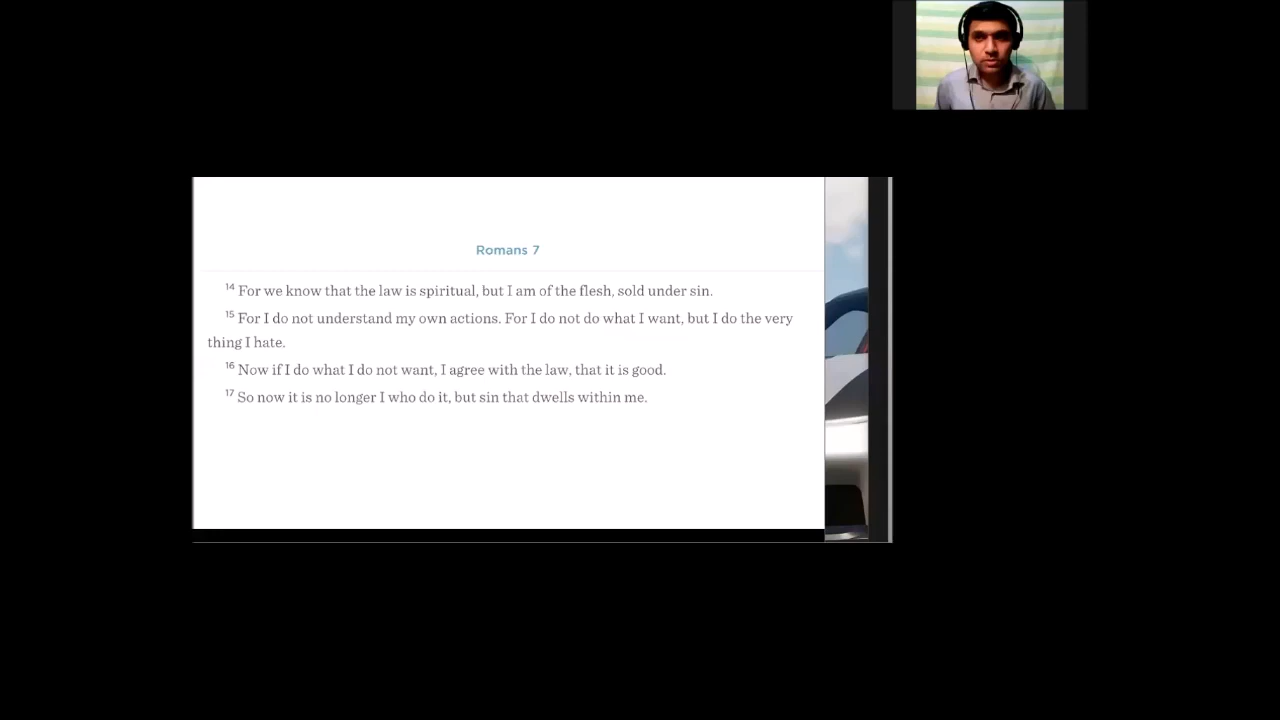 Romans 7
14 For we know that the law is spiritual, but I am of the flesh, sold under sin.
15 For I do not understand my own actions. For I do not do what I want, but I do the very
thing I hate.
16 Now if I do what I do not want, I agree with the law, that it is good.
17 So now it is no longer I who do it, but sin that dwells within me.